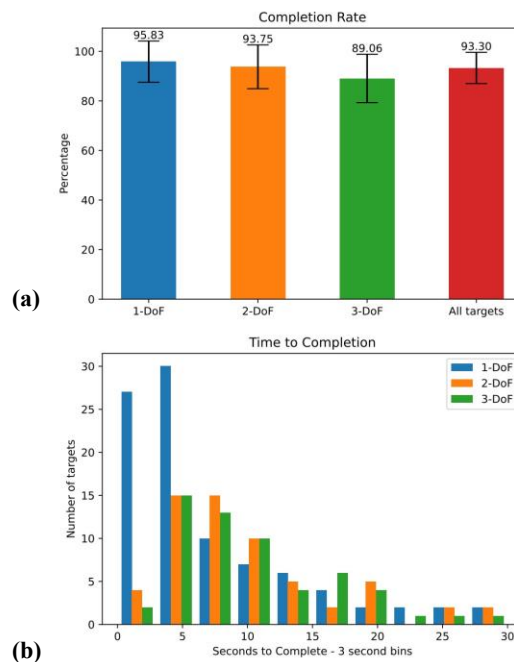 Completion Rate
95.83
93.75
89.06
93.30
100
80
60
40
20
0
Percentage
1-DoF
2-DoF
3-DoF
All targets
(a)
Time to Completion
30
25
20
15
10
5
0
Number of targets
1-DoF
2-DoF
3-DoF
0
5
10
15
20
25
30
Seconds to Complete - 3 second bins
(b)